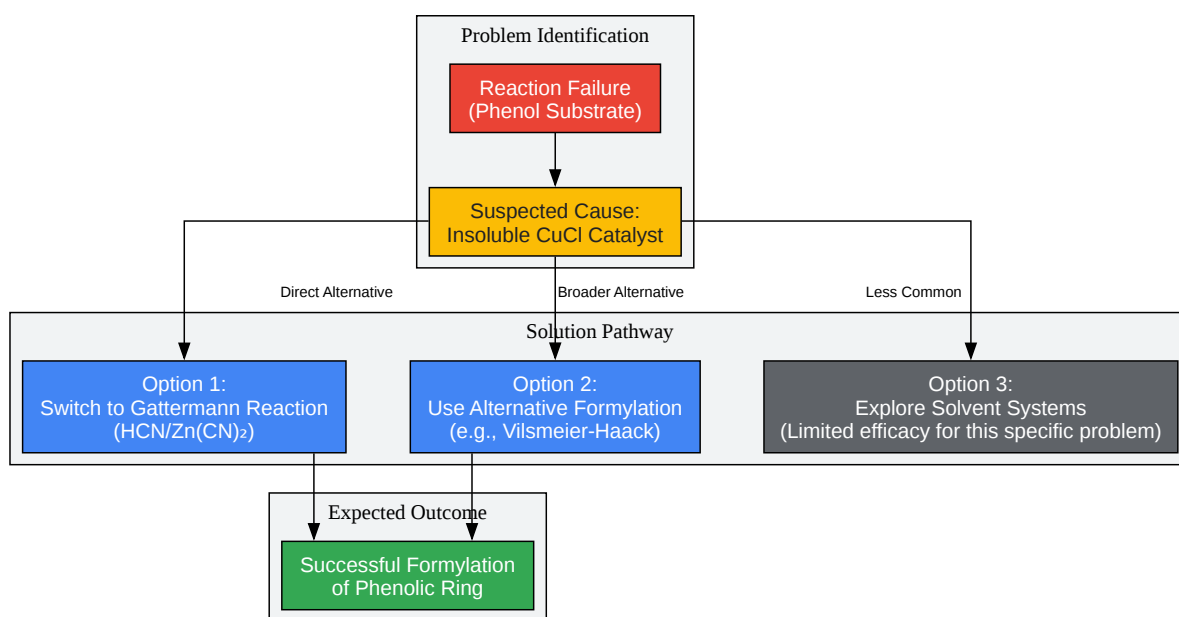 Problem Identification
Reaction Failure
(Phenol Substrate)
Suspected Cause:
Insoluble CuCl Catalyst
Direct Alternative
Broader Alternative
Less Common
Solution Pathway
Option 1:
Switch to Gattermann Reaction
(HCN/Zn(CN)₂)
Option 2:
Use Alternative Formylation
(e.g., Vilsmeier-Haack)
Option 3:
Explore Solvent Systems
(Limited efficacy for this specific problem)
Expected Outcome
Successful Formylation
of Phenolic Ring